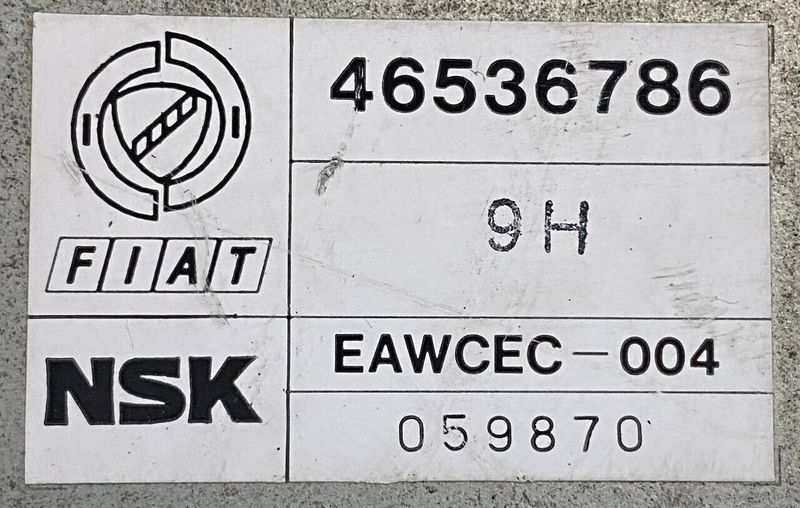 46536786
9H
FIAT
EAWCEC-004
NSK
059870